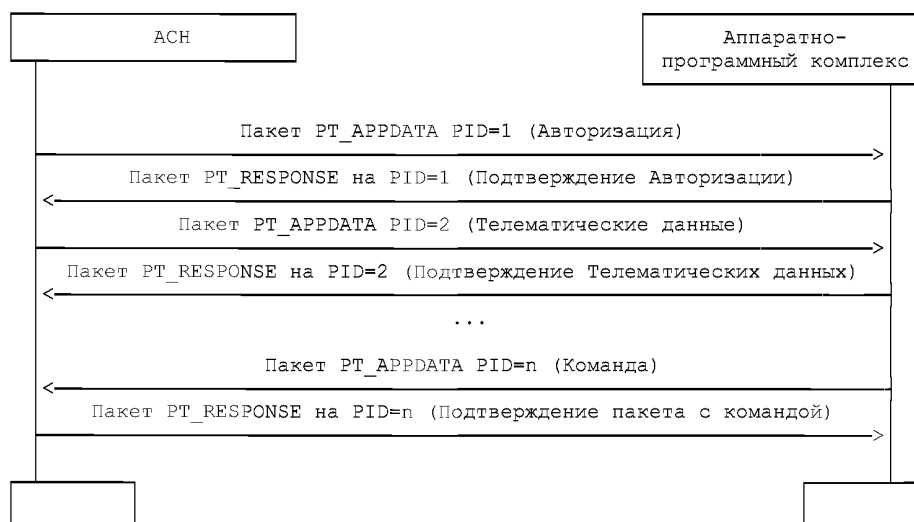 АСН
Аппаратно-
программный комплекс
Пакет PT_APPDATA PID=1 (Авторизация)
Пакет PT_RESPONSE на PID=1 (Подтверждение Авторизации)
Пакет PT_APPDATA PID=2 (Телематические данные)
Пакет PT_RESPONSE на PID=2 (Подтверждение Телематических данных)
...
Пакет PT_APPDATA PID=n (Команда)
Пакет PT_RESPONSE на PID=n (Подтверждение пакета с командой)